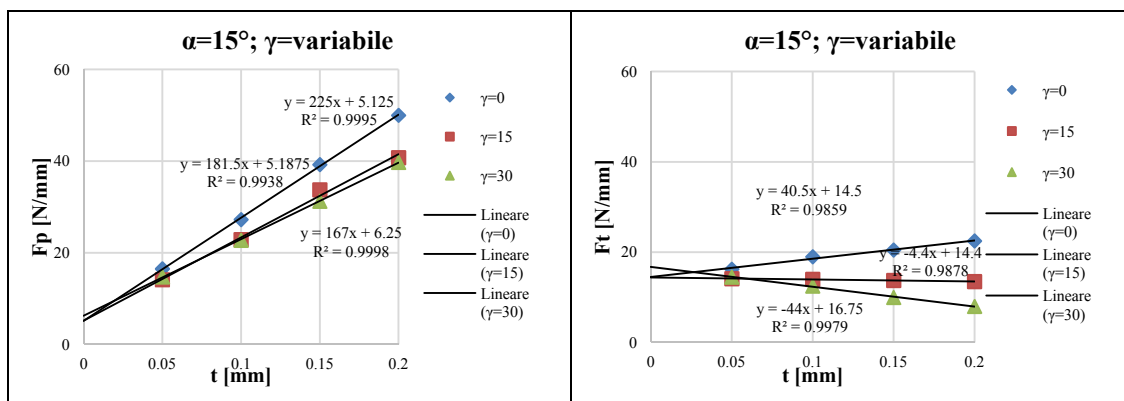 α=15°; γ=variabile
60
40
20
0
0
0.05
0.1
0.15
0.2
Fp [N/mm]
t [mm]
y = 225x + 5.125
R² = 0.9995
y = 181.5x + 5.1875
R² = 0.9938
y = 167x + 6.25
R² = 0.9998
γ=0
γ=15
γ=30
Lineare
(γ=0)
Lineare
(γ=15)
Lineare
(γ=30)
α=15°; γ=variabile
60
40
20
0
0
0.05
0.1
0.15
0.2
Ft [N/mm]
t [mm]
y = 40.5x + 14.5
R² = 0.9859
y = -4.4x + 14.4
R² = 0.9878
y = -44x + 16.75
R² = 0.9979
γ=0
γ=15
γ=30
Lineare
(γ=0)
Lineare
(γ=15)
Lineare
(γ=30)